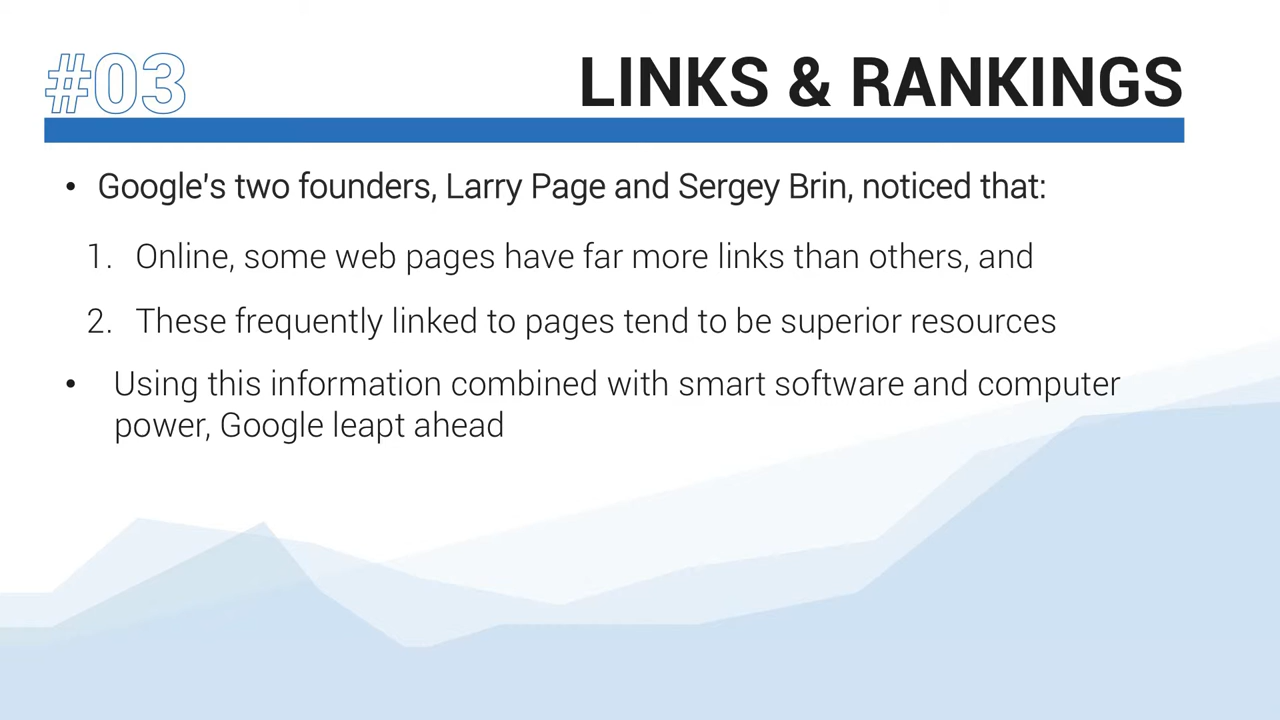 #03
LINKS & RANKINGS
• Google's two founders, Larry Page and Sergey Brin, noticed that:
1. Online, some web pages have far more links than others, and
2. These frequently linked to pages tend to be superior resources
• Using this information combined with smart software and computer
power, Google leapt ahead